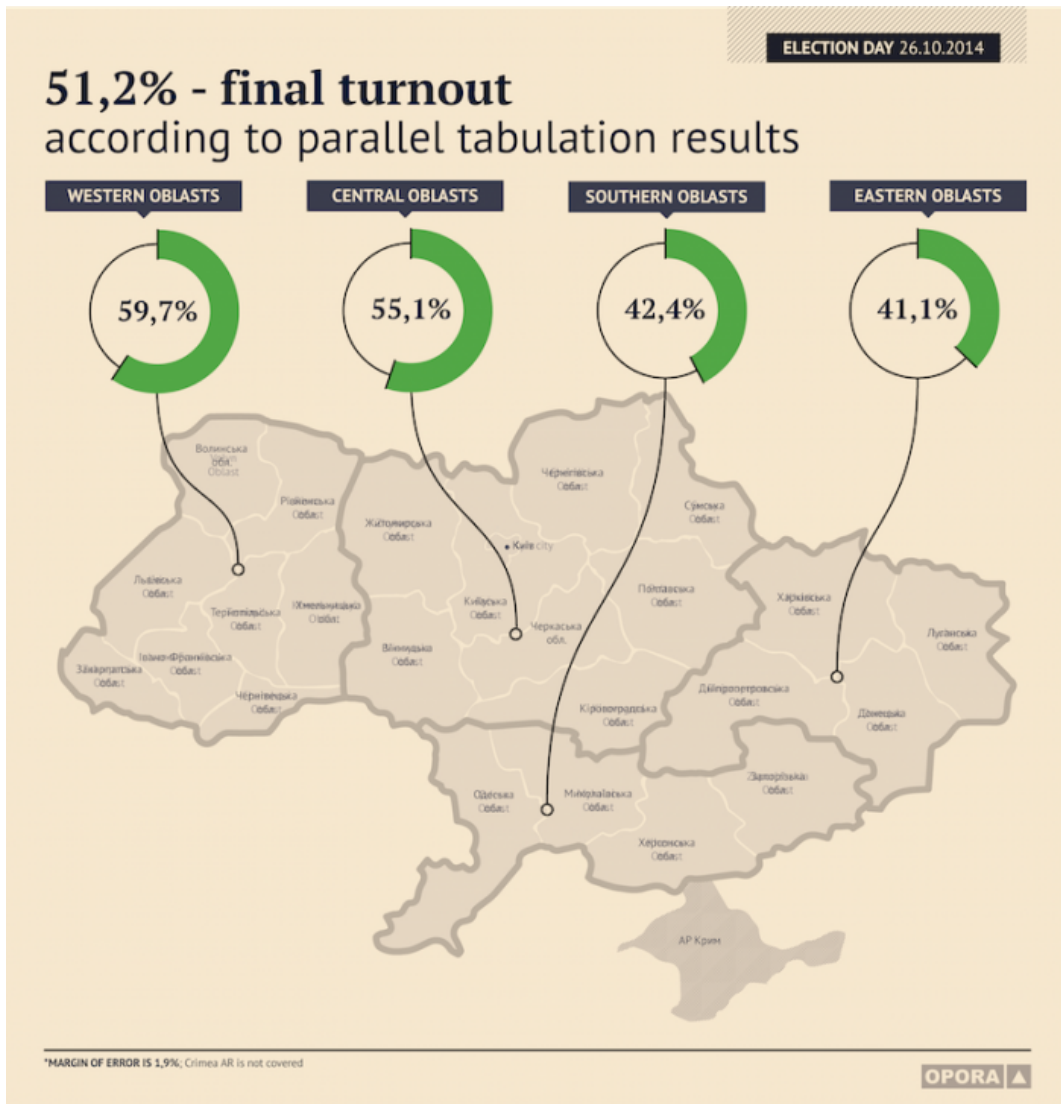 ELECTION DAY 26.10.2014
51,2% - final turnout
according to parallel tabulation results
WESTERN OBLASTS
CENTRAL OBLASTS
SOUTHERN OBLASTS
EASTERN OBLASTS
59,7%
55,1%
42,4%
41,1%
Волинська
обл.
Oblast
Рівненська
Житомирська
Чернігівська
Сумська
Київ city
Львівська
Тернопільська
Хмельницька
Київська
Черкаська
обл.
Полтавська
Харківська
Луганська
Закарпатська
Івано-Франківська
Чернівецька
Вінницька
Кіровоградська
Дніпропетровська
Донецька
Одеська
Миколаївська
Запорізька
Херсонська
АР Крим
*MARGIN OF ERROR IS 1,9%; Crimea AR is not covered
OPORA